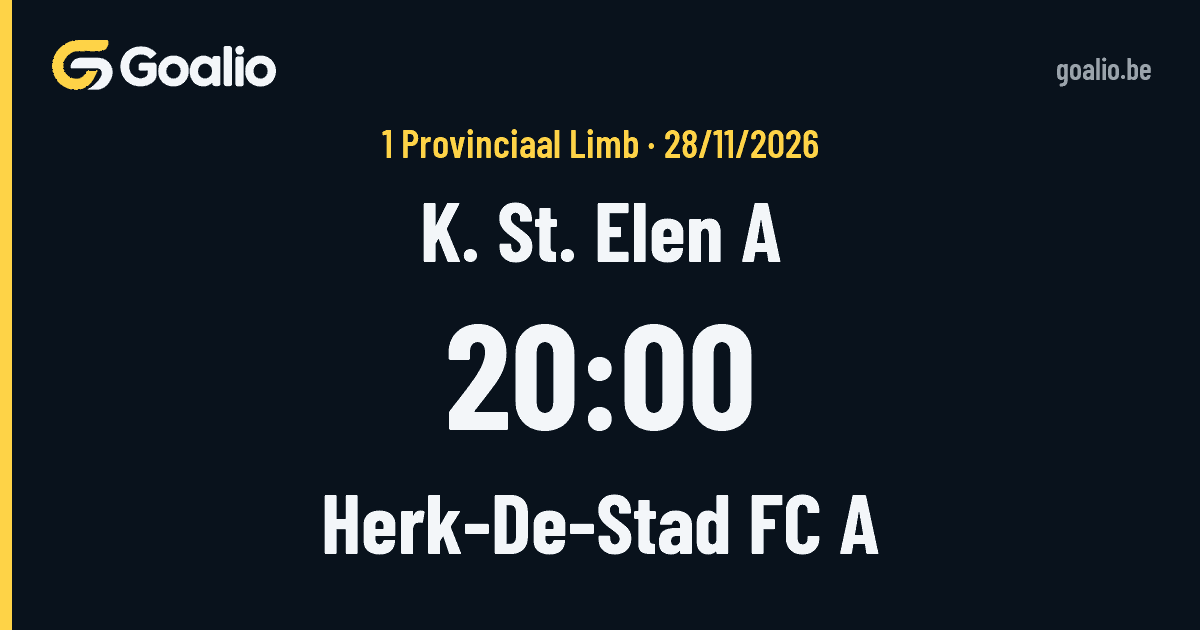 Goalio
goalio.be
1 Provinciaal Limb · 28/11/2026
K. St. Elen A
20:00
Herk-De-Stad FC A